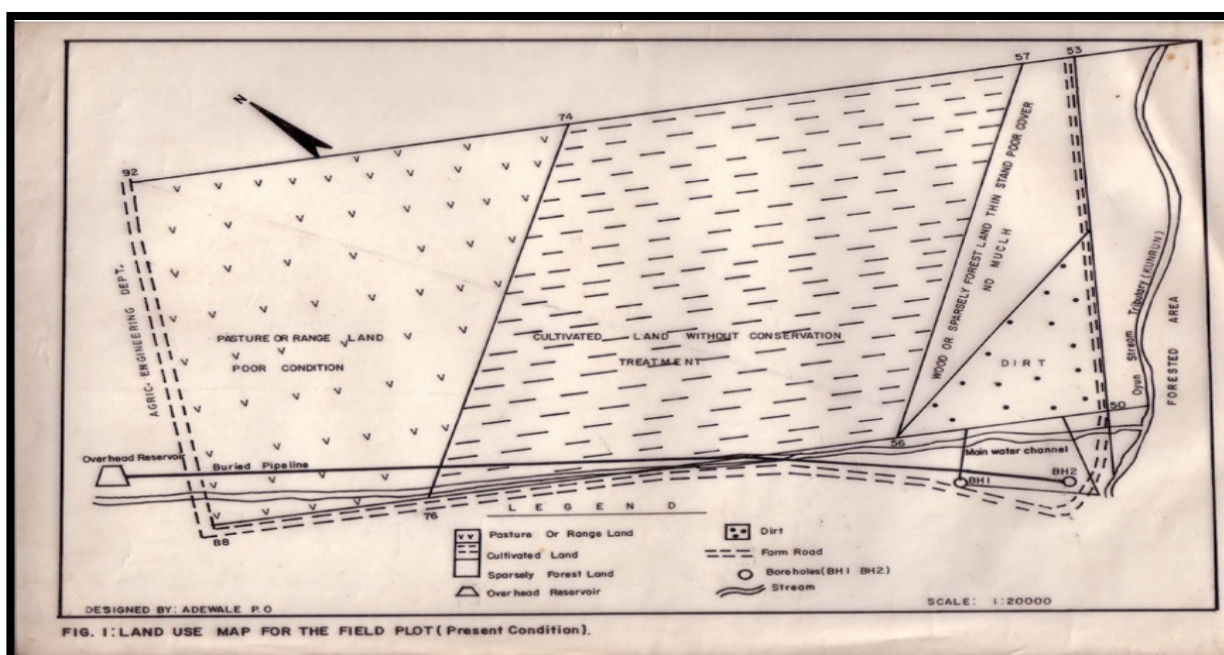 57
53
74
N
92
WOOD OR SPARSELY FOREST LAND THIN STAND POOR COVER
NO MUCLH
Oyun Stream Tributary (KUNRUN)
FORESTED AREA
AGRIC. ENGINEERING DEPT.
PASTURE OR RANGE LAND
POOR CONDITION
CULTIVATED LAND WITHOUT CONSERVATION
TREATMENT
DIRT
50
56
Overhead Reservoir
Buried Pipeline
Main water channel
BH1
BH2
76
88
LEGEND
Pasture Or Range Land
Cultivated Land
Sparsely Forest Land
Overhead Reservoir
Dirt
Farm Road
Boreholes (BH1 BH2)
Stream
DESIGNED BY: ADEWALE P.O
SCALE: 1:20000
FIG. 1: LAND USE MAP FOR THE FIELD PLOT (Present Condition).